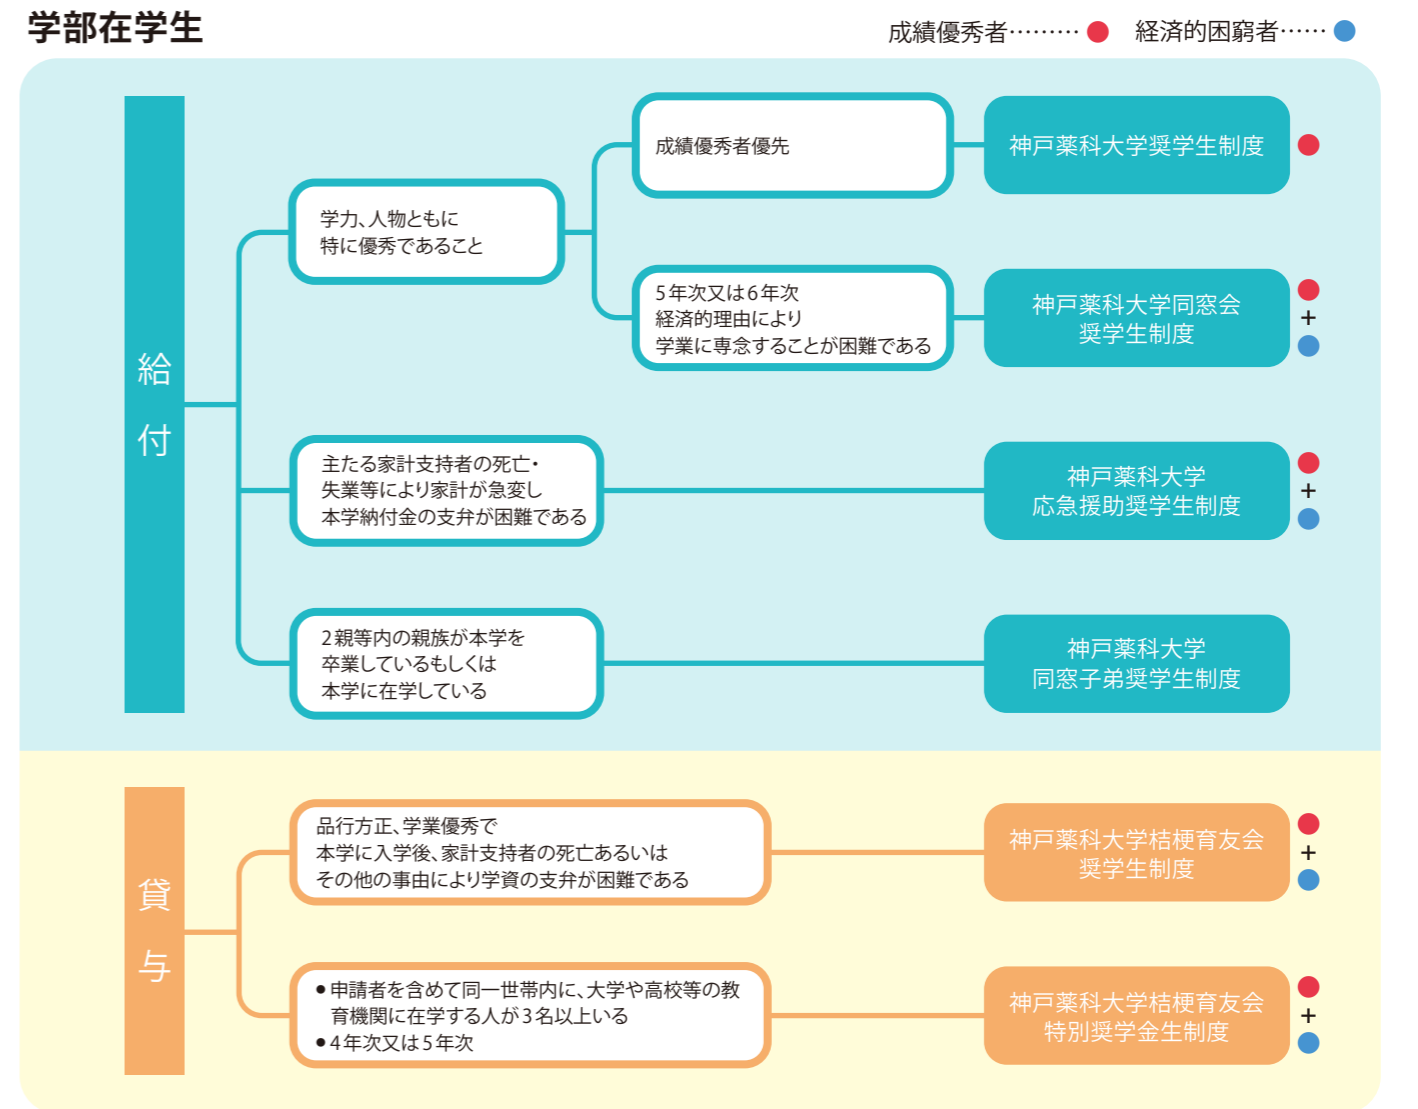 学部在学生
成績優秀者………●
経済的困窮者……●
給付
学力、人物ともに
特に優秀であること
成績優秀者優先
神戸薬科大学奨学生制度
5年次又は6年次
経済的理由により
学業に専念することが困難である
神戸薬科大学同窓会
奨学生制度
+
主たる家計支持者の死亡・
失業等により家計が急変し
本学納付金の支弁が困難である
神戸薬科大学
応急援助奨学生制度
+
2親等内の親族が本学を
卒業しているもしくは
本学に在学している
神戸薬科大学
同窓子弟奨学生制度
貸与
品行方正、学業優秀で
本学に入学後、家計支持者の死亡あるいは
その他の事由により学資の支弁が困難である
神戸薬科大学桔梗育友会
奨学生制度
+
●申請者を含めて同一世帯内に、大学や高校等の教
育機関に在学する人が3名以上いる
●4年次又は5年次
神戸薬科大学桔梗育友会
特別奨学金生制度
+